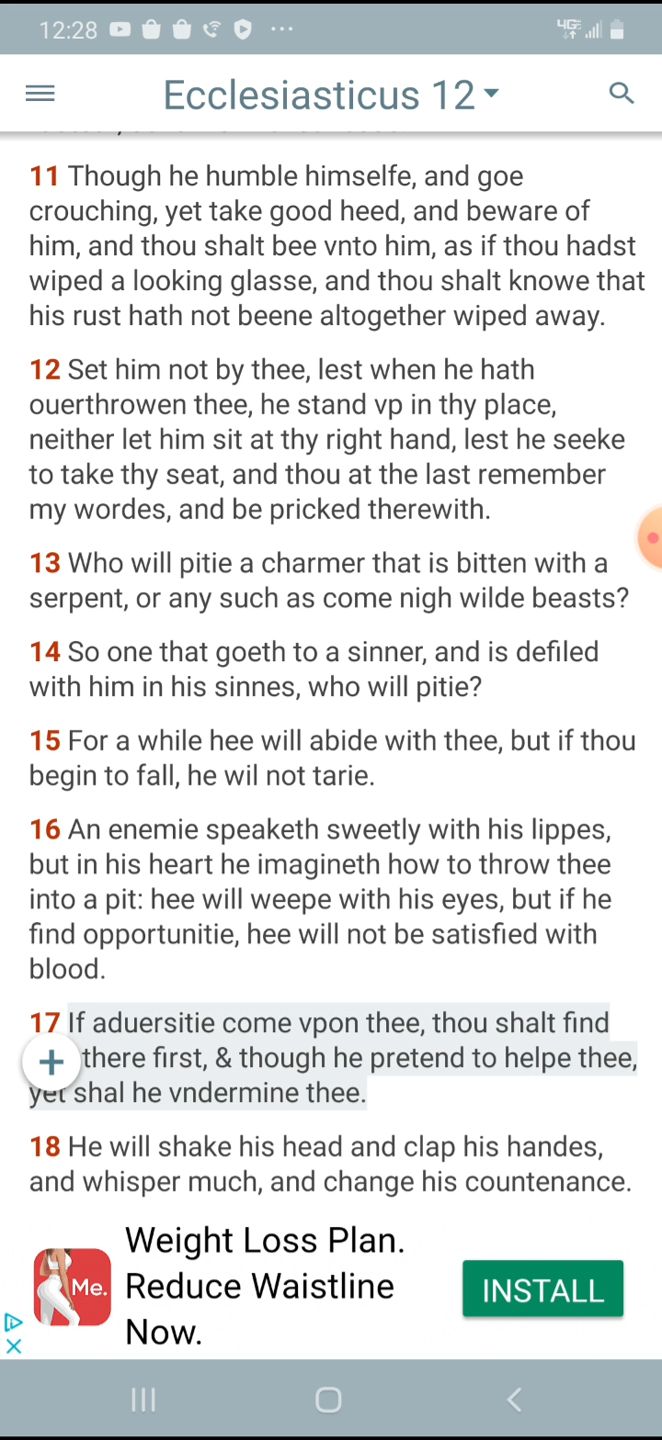 12:28
4GE
Ecclesiasticus 12
11 Though he humble himselfe, and goe
crouching, yet take good heed, and beware of
him, and thou shalt bee vnto him, as if thou hadst
wiped a looking glasse, and thou shalt knowe that
his rust hath not beene altogether wiped away.
12 Set him not by thee, lest when he hath
ouerthrowen thee, he stand vp in thy place,
neither let him sit at thy right hand, lest he seeke
to take thy seat, and thou at the last remember
my wordes, and be pricked therewith.
13 Who will pitie a charmer that is bitten with a
serpent, or any such as come nigh wilde beasts?
14 So one that goeth to a sinner, and is defiled
with him in his sinnes, who will pitie?
15 For a while hee will abide with thee, but if thou
begin to fall, he wil not tarie.
16 An enemie speaketh sweetly with his lippes,
but in his heart he imagineth how to throw thee
into a pit: hee will weepe with his eyes, but if he
find opportunitie, hee will not be satisfied with
blood.
17 If aduersitie come vpon thee, thou shalt find
there first, & though he pretend to helpe thee,
yet shal he vndermine thee.
18 He will shake his head and clap his handes,
and whisper much, and change his countenance.
Weight Loss Plan.
Me. Reduce Waistline
Now.
INSTALL